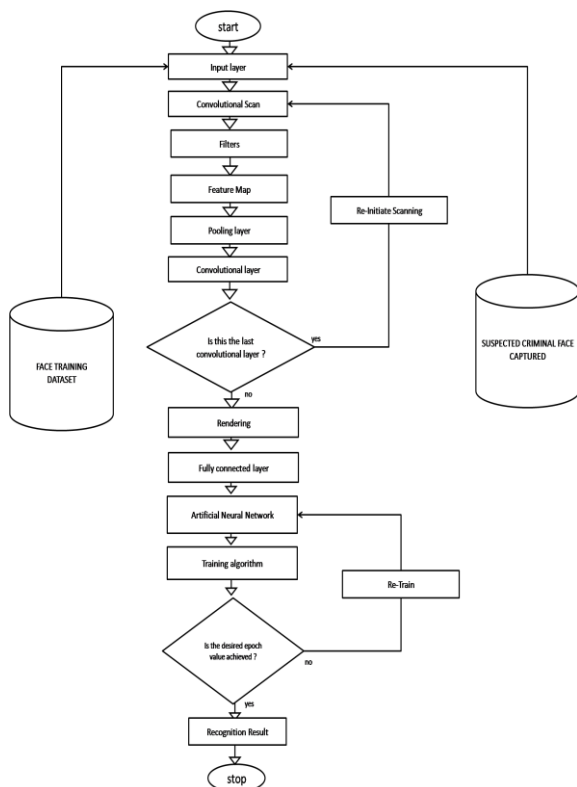 start
Input layer
Convolutional Scan
Filters
Feature Map
Re-Initiate Scanning
Pooling layer
Convolutional layer
Is this the last
convolutional layer ?
yes
no
FACE TRAINING
DATASET
SUSPECTED CRIMINAL FACE
CAPTURED
Rendering
Fully connected layer
Artificial Neural Network
Training algorithm
Re-Train
Is the desired epoch
value achieved ?
no
yes
Recognition Result
stop